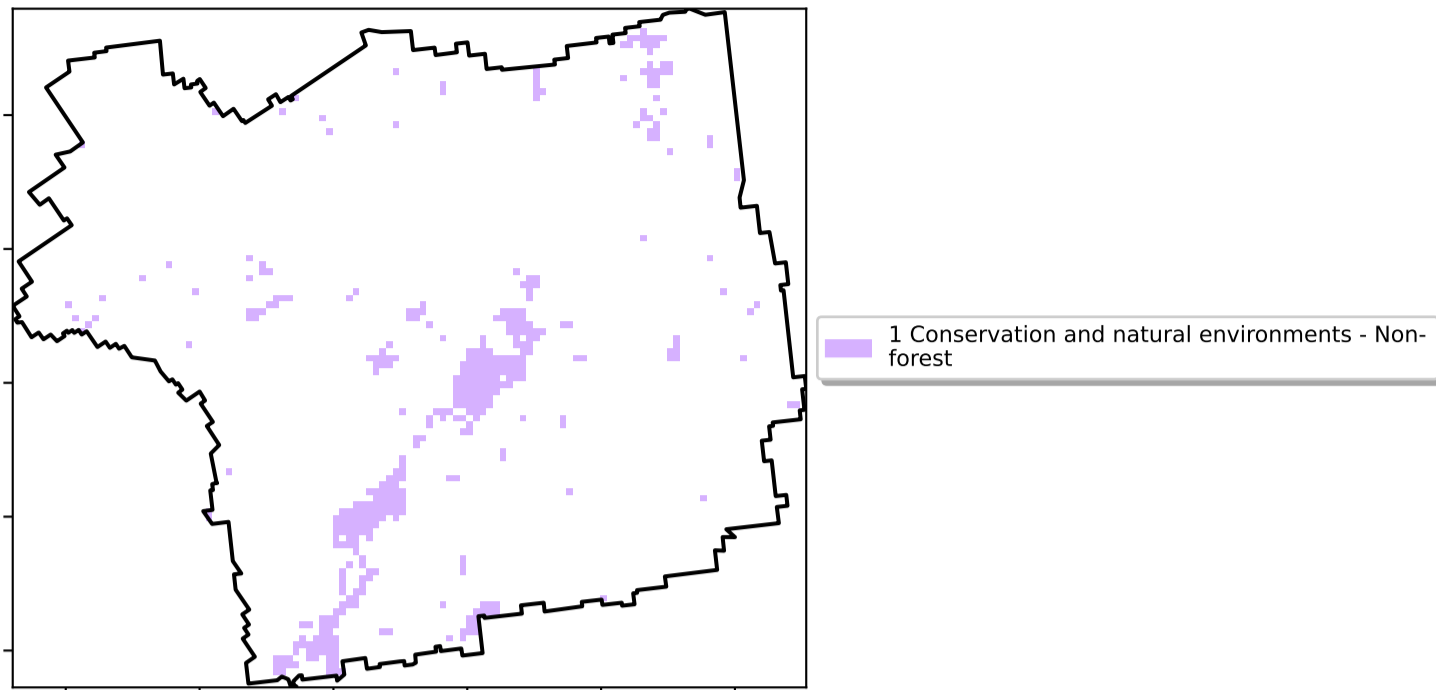 1 Conservation and natural environments - Non-
forest